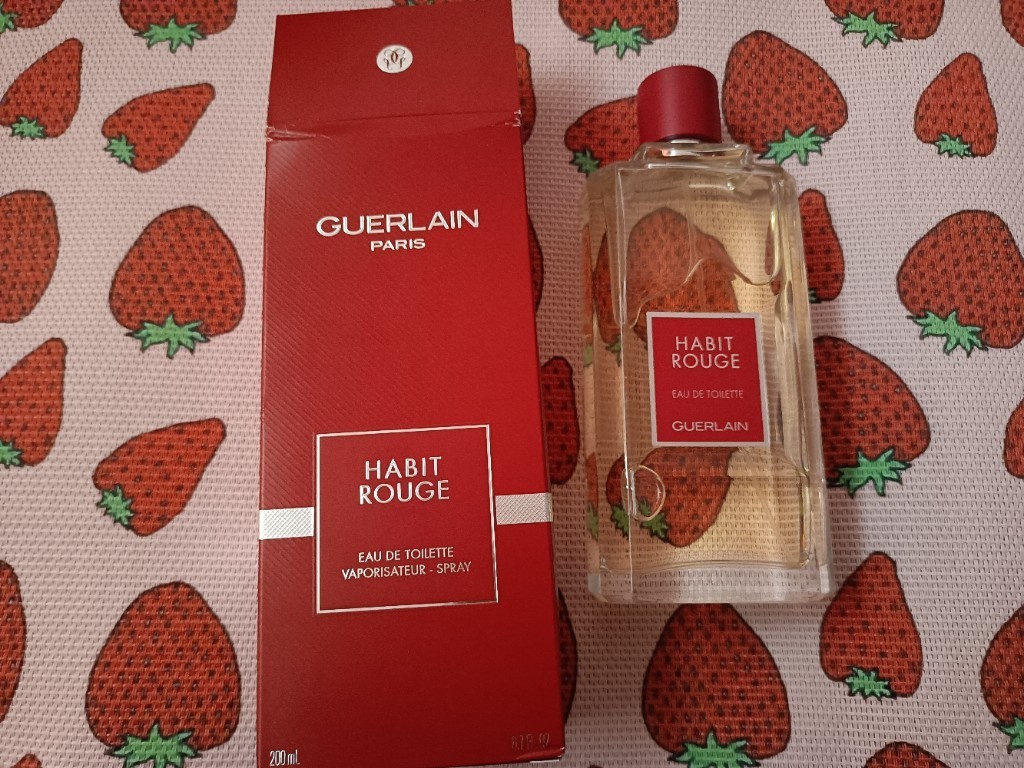 GUERLAIN
PARIS
HABIT
ROUGE
EAU DE TOILETTE
VAPORISATEUR - SPRAY
200 ml
HABIT
ROUGE
EAU DE TOILETTE
GUERLAIN